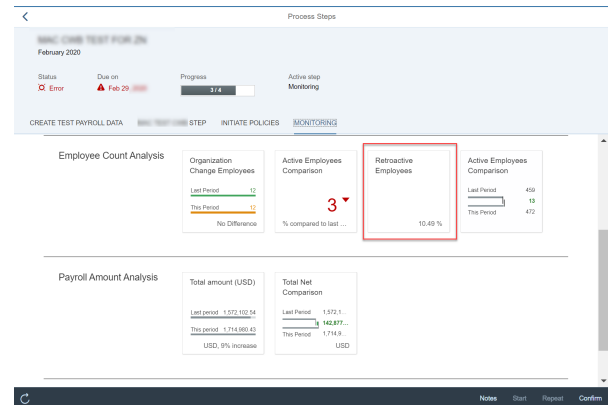 Process Steps
February 2020
Status
Due on
Progress
Active step
Error
Feb 29
3 / 4
Monitoring
CREATE TEST PAYROLL DATA
STEP
INITIATE POLICIES
MONITORING
Employee Count Analysis
Organization
Change Employees
Last Period 12
This Period 12
No Difference
Active Employees
Comparison
3
% compared to last ...
Retroactive
Employees
10.49 %
Active Employees
Comparison
Last Period 459
13
This Period 472
Payroll Amount Analysis
Total amount (USD)
Last period 1,572,102.54
This period 1,714,980.43
USD, 9% increase
Total Net
Comparison
Last Period 1,572,1...
142,877...
This Period 1,714,9...
USD
Notes
Start
Repeat
Confirm